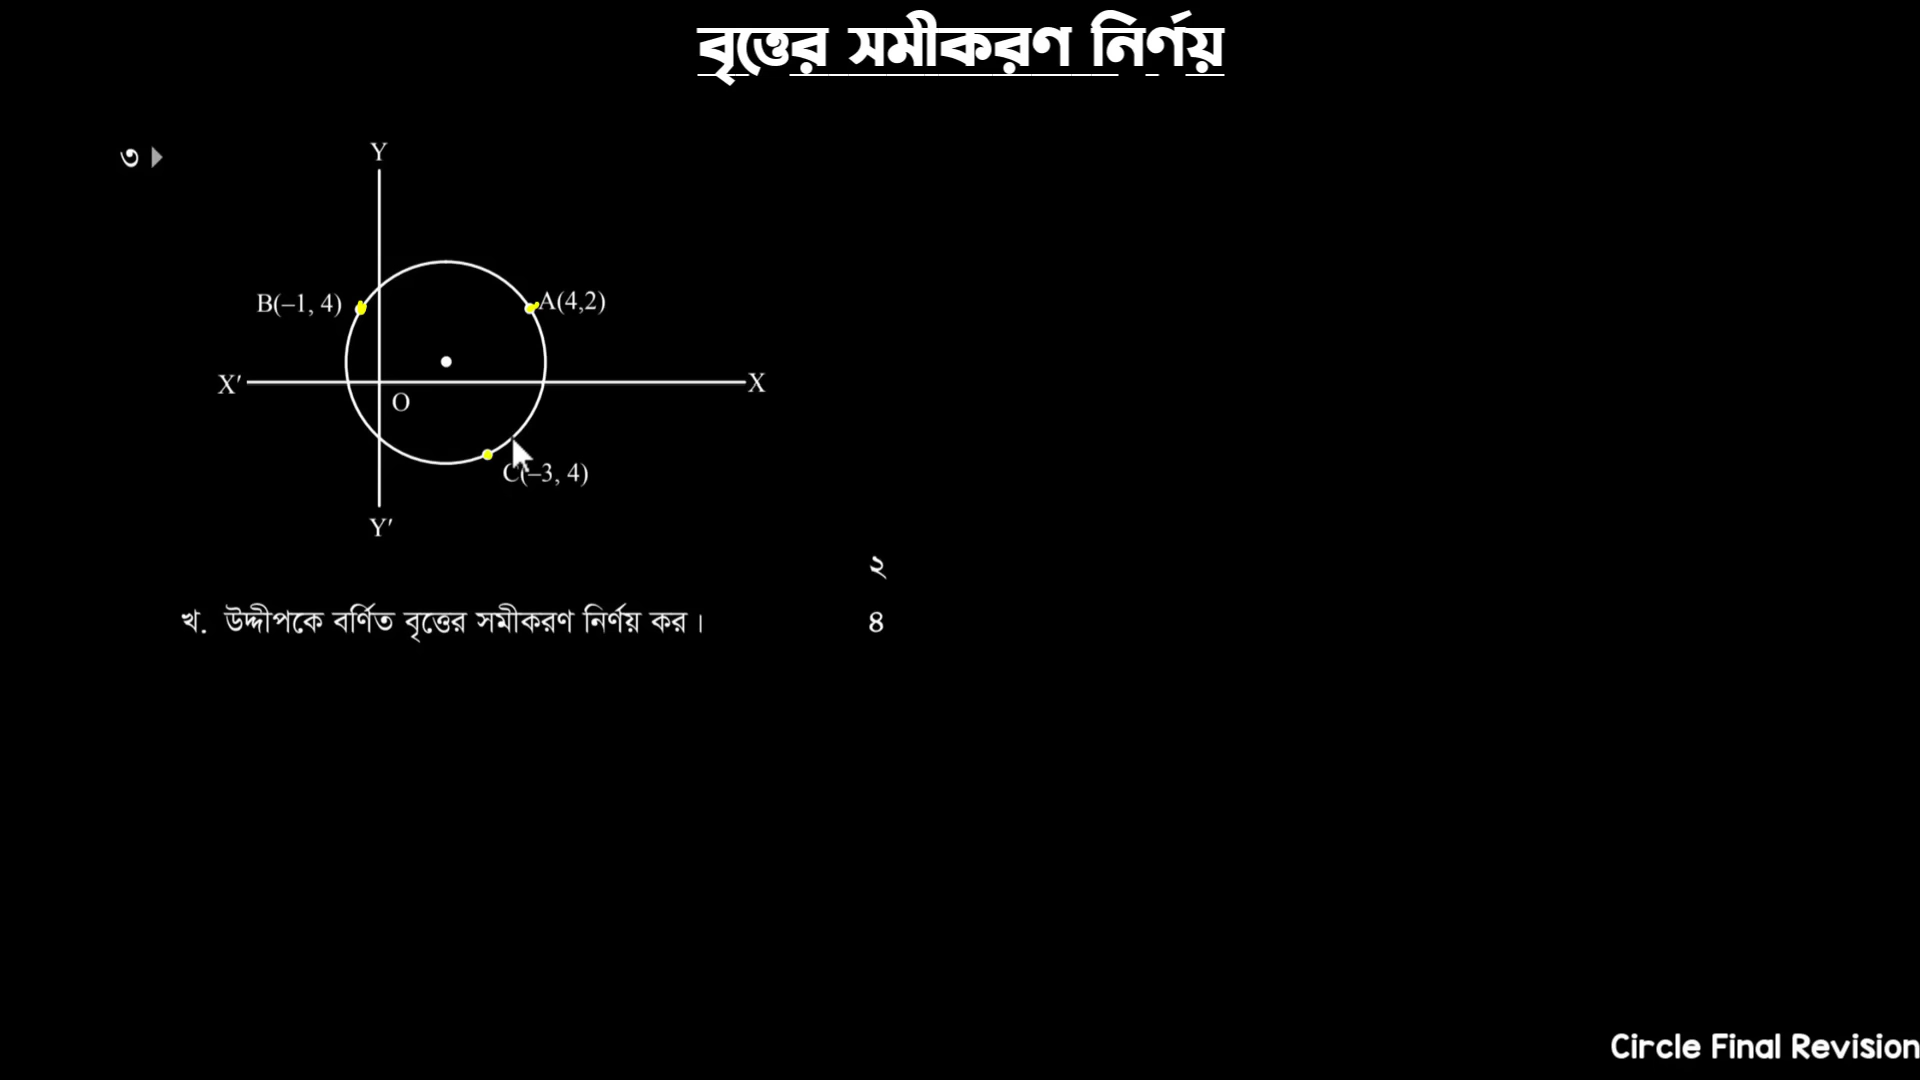 বৃত্তের সমীকরণ নির্ণয়
৩
Y
B(–1, 4)
A(4,2)
X′
X
O
C(–3, 4)
Y′
২
খ. উদ্দীপকে বর্ণিত বৃত্তের সমীকরণ নির্ণয় কর। ৪
Circle Final Revision